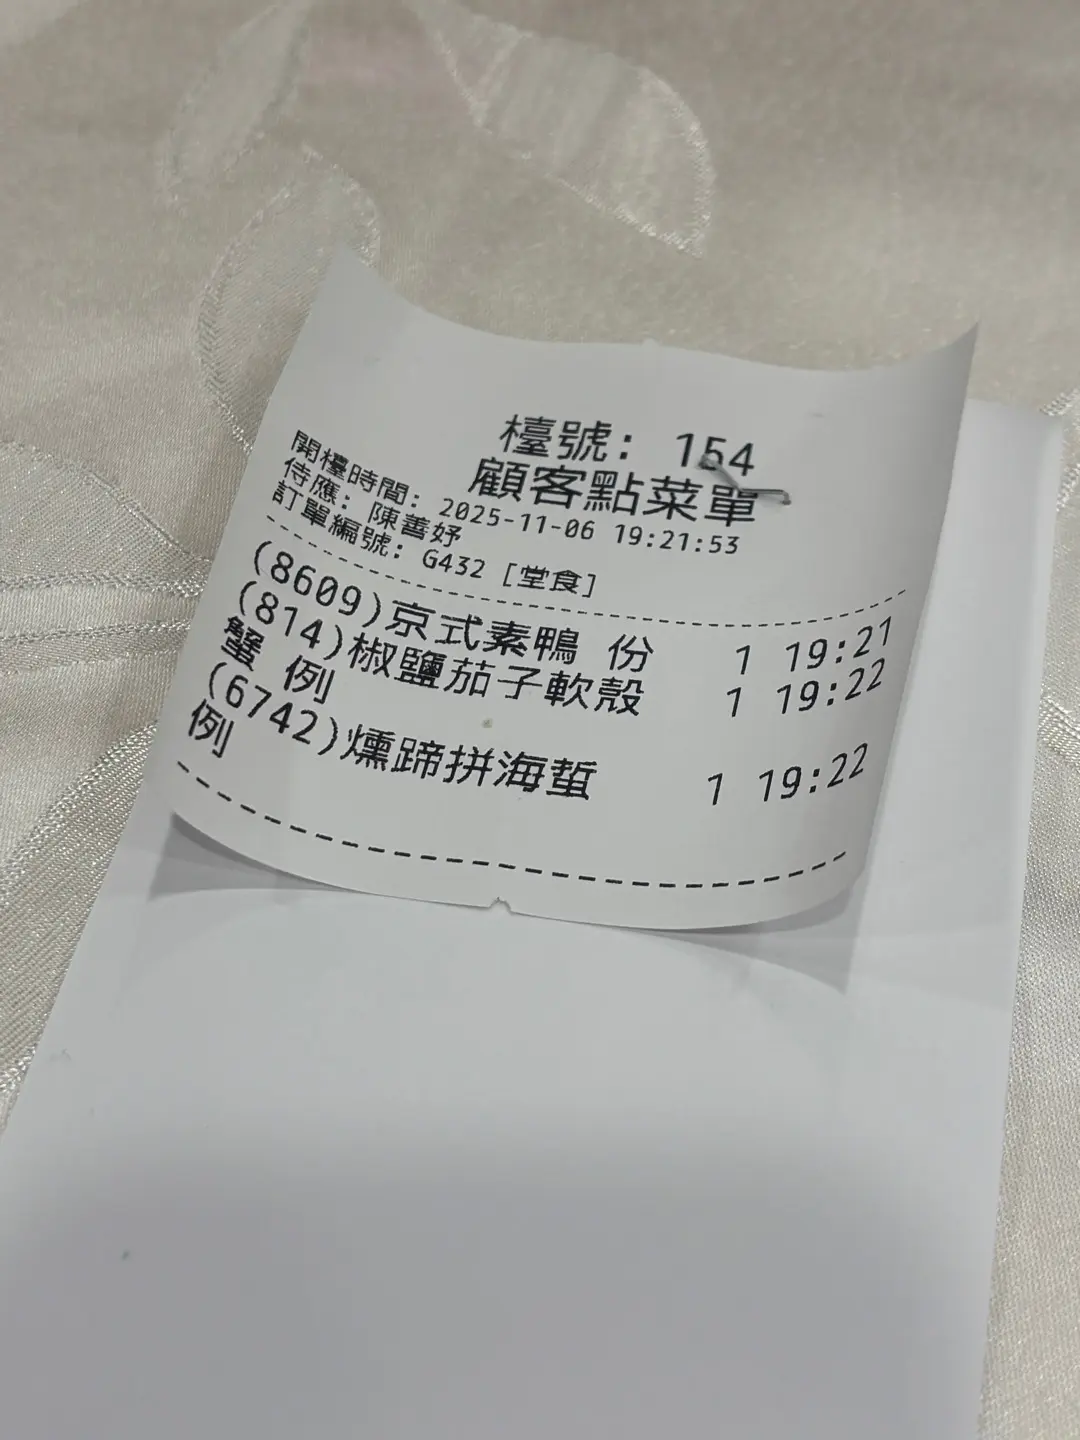 檯號: 154
顧客點菜單
開檯時間: 2025-11-06 19:21:53
侍應: 陳善妤
訂單編號: G432 [堂食]
(8609)京式素鴨 份 1 19:21
(814)椒鹽茄子軟殼 1 19:22
蟹 例
(6742)燻蹄拼海蜇 1 19:22
例